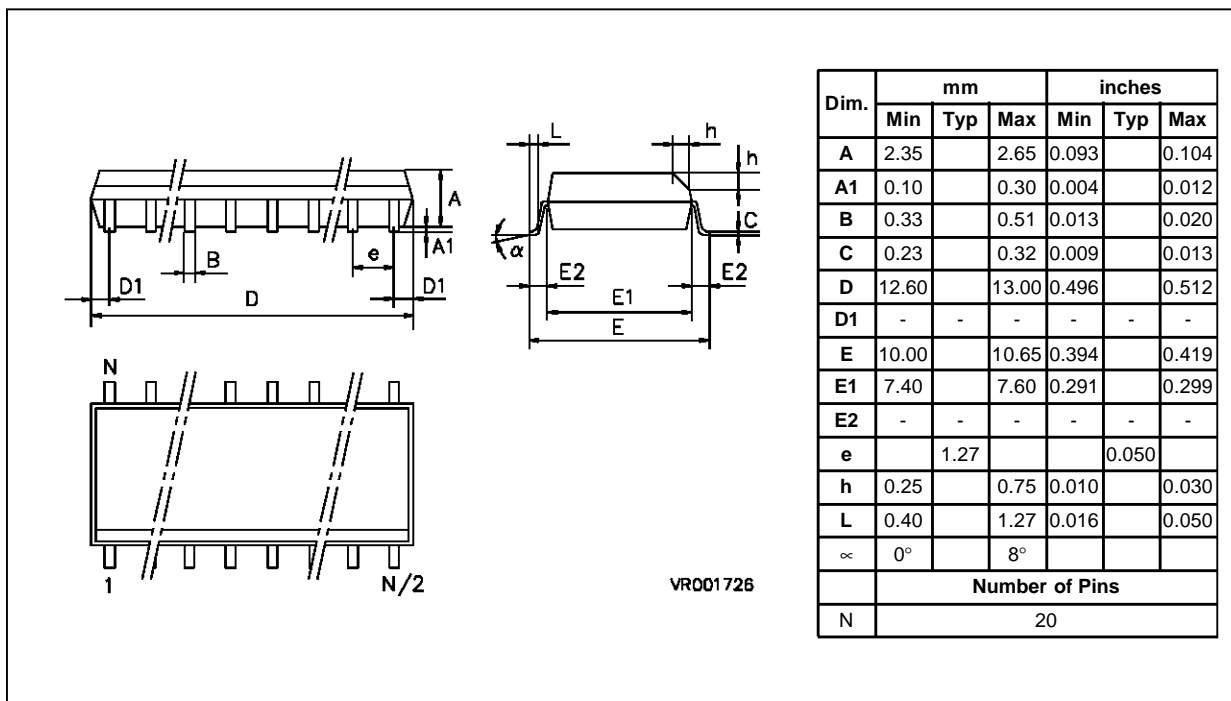 L
h
h
A
A1
C
α
B
e
E2
E2
D1
D
D1
E1
E
N
1
N/2
VR001726
Dim. mm inches
Min Typ Max Min Typ Max
A 2.35 2.65 0.093 0.104
A1 0.10 0.30 0.004 0.012
B 0.33 0.51 0.013 0.020
C 0.23 0.32 0.009 0.013
D 12.60 13.00 0.496 0.512
D1 - - - - - -
E 10.00 10.65 0.394 0.419
E1 7.40 7.60 0.291 0.299
E2 - - - - - -
e 1.27 0.050
h 0.25 0.75 0.010 0.030
L 0.40 1.27 0.016 0.050
∝ 0° 8°
Number of Pins
N 20